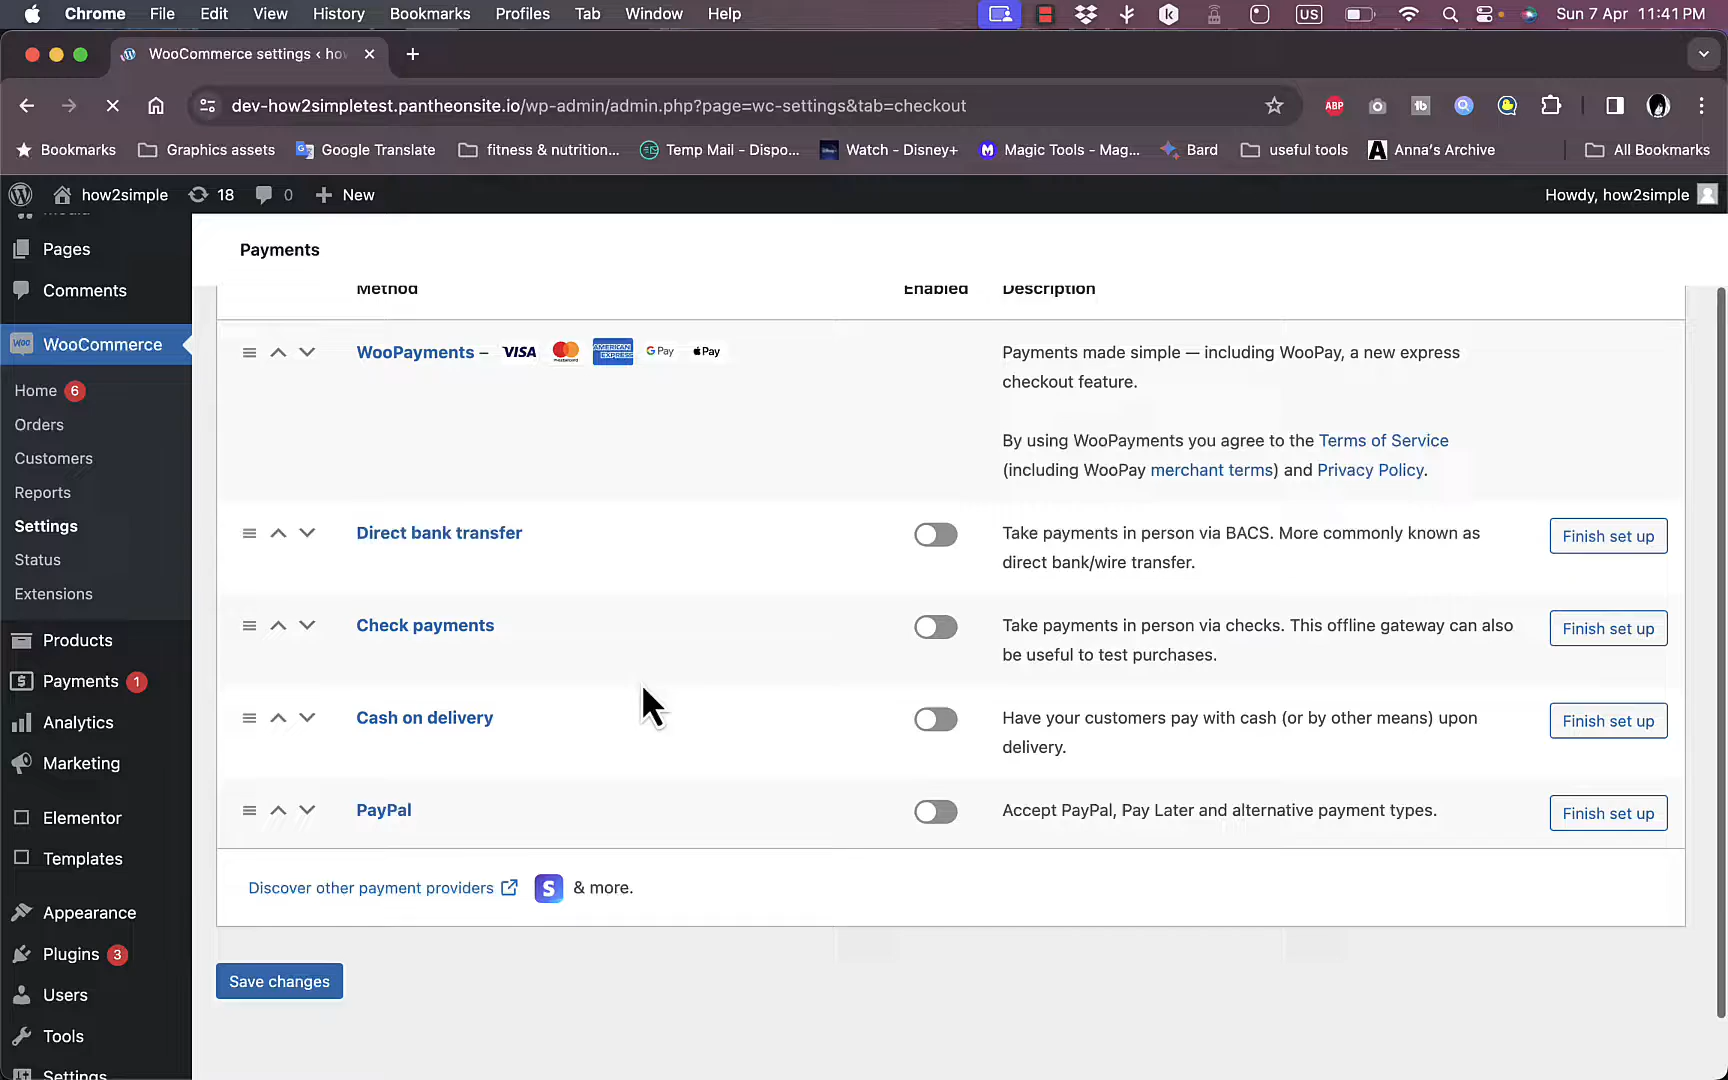 Chrome File Edit View History Bookmarks Profiles Tab Window Help US Sun 7 Apr 11:41 PM
WooCommerce settings ‹ ho
dev-how2simpletest.pantheonsite.io/wp-admin/admin.php?page=wc-settings&tab=checkout ABP
Bookmarks Graphics assets Google Translate fitness & nutrition... Temp Mail - Dispo... Watch - Disney+ Magic Tools - Mag... Bard useful tools Anna's Archive All Bookmarks
how2simple 18 0 New Howdy, how2simple
Media
Pages
Comments
WooCommerce
Home 6
Orders
Customers
Reports
Settings
Status
Extensions
Products
Payments 1
Analytics
Marketing
Elementor
Templates
Appearance
Plugins 3
Users
Tools
Settings
Payments
Method Enabled Description
WooPayments – VISA mastercard AMERICAN EXPRESS G Pay Pay
Payments made simple — including WooPay, a new express
checkout feature.
By using WooPayments you agree to the Terms of Service
(including WooPay merchant terms) and Privacy Policy.
Direct bank transfer
Take payments in person via BACS. More commonly known as
direct bank/wire transfer.
Finish set up
Check payments
Take payments in person via checks. This offline gateway can also
be useful to test purchases.
Finish set up
Cash on delivery
Have your customers pay with cash (or by other means) upon
delivery.
Finish set up
PayPal
Accept PayPal, Pay Later and alternative payment types.
Finish set up
Discover other payment providers S & more.
Save changes